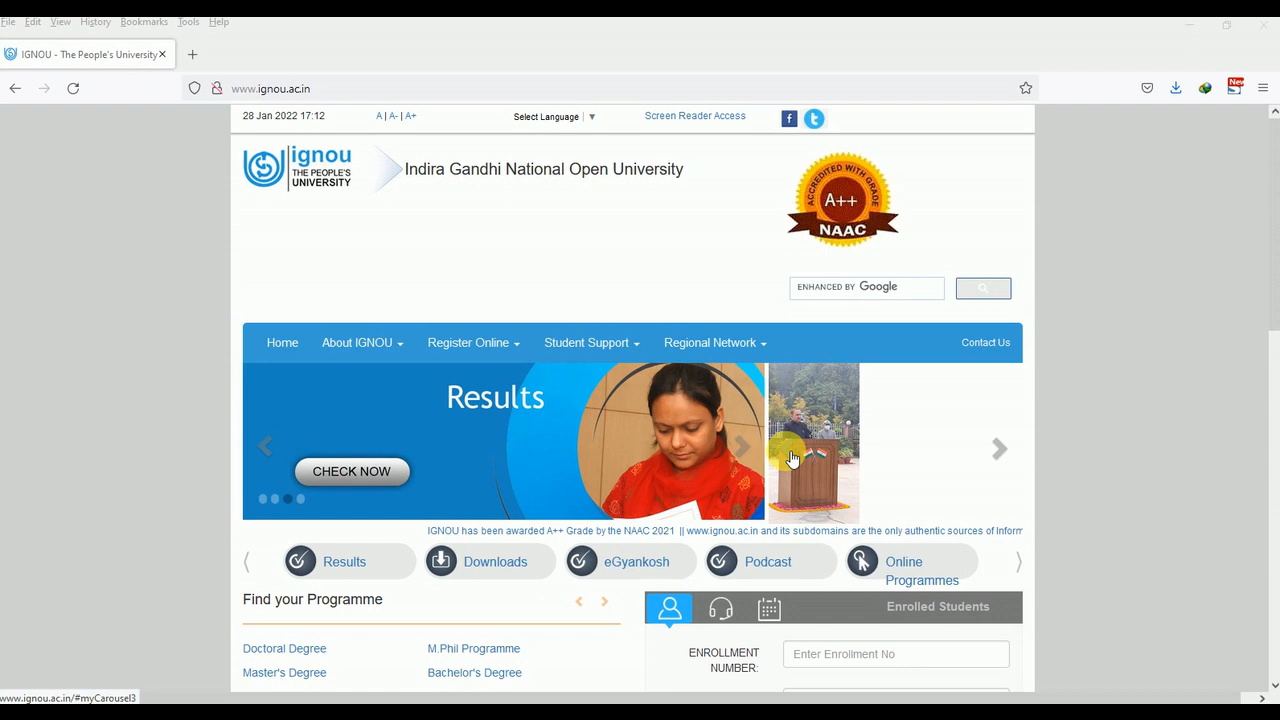 File Edit View History Bookmarks Tools Help
IGNOU - The People's University
www.ignou.ac.in
28 Jan 2022 17:12 A | A- | A+ Select Language Screen Reader Access
ignou
THE PEOPLE'S
UNIVERSITY
Indira Gandhi National Open University
ACCREDITED WITH GRADE
A++
NAAC
ENHANCED BY Google
Home About IGNOU Register Online Student Support Regional Network Contact Us
Results
CHECK NOW
IGNOU has been awarded A++ Grade by the NAAC 2021 || www.ignou.ac.in and its subdomains are the only authentic sources of Inform
Results Downloads eGyankosh Podcast Online
Programmes
Find your Programme
Enrolled Students
Doctoral Degree M.Phil Programme
Master's Degree Bachelor's Degree
ENROLLMENT
NUMBER:
Enter Enrollment No
www.ignou.ac.in/#myCarousel3
New